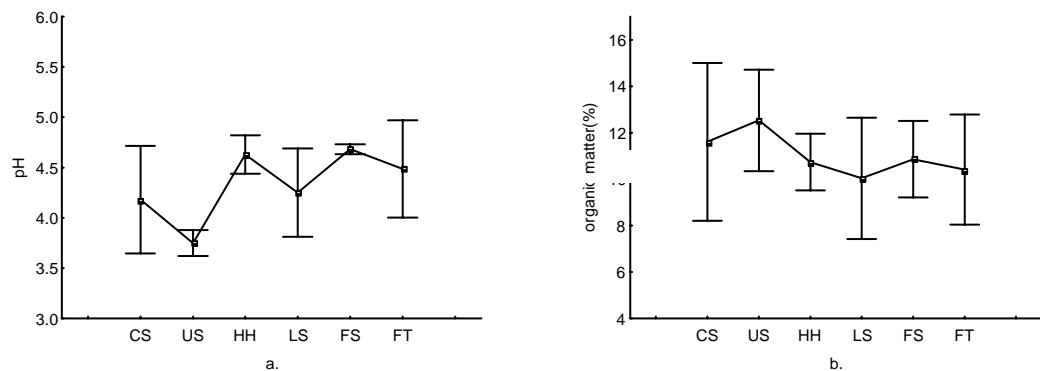 6.0
5.5
5.0
4.5
4.0
3.5
3.0
pH
CS US HH LS FS FT
a.
16
14
12
10
8
6
4
organic matter(%)
CS US HH LS FS FT
b.